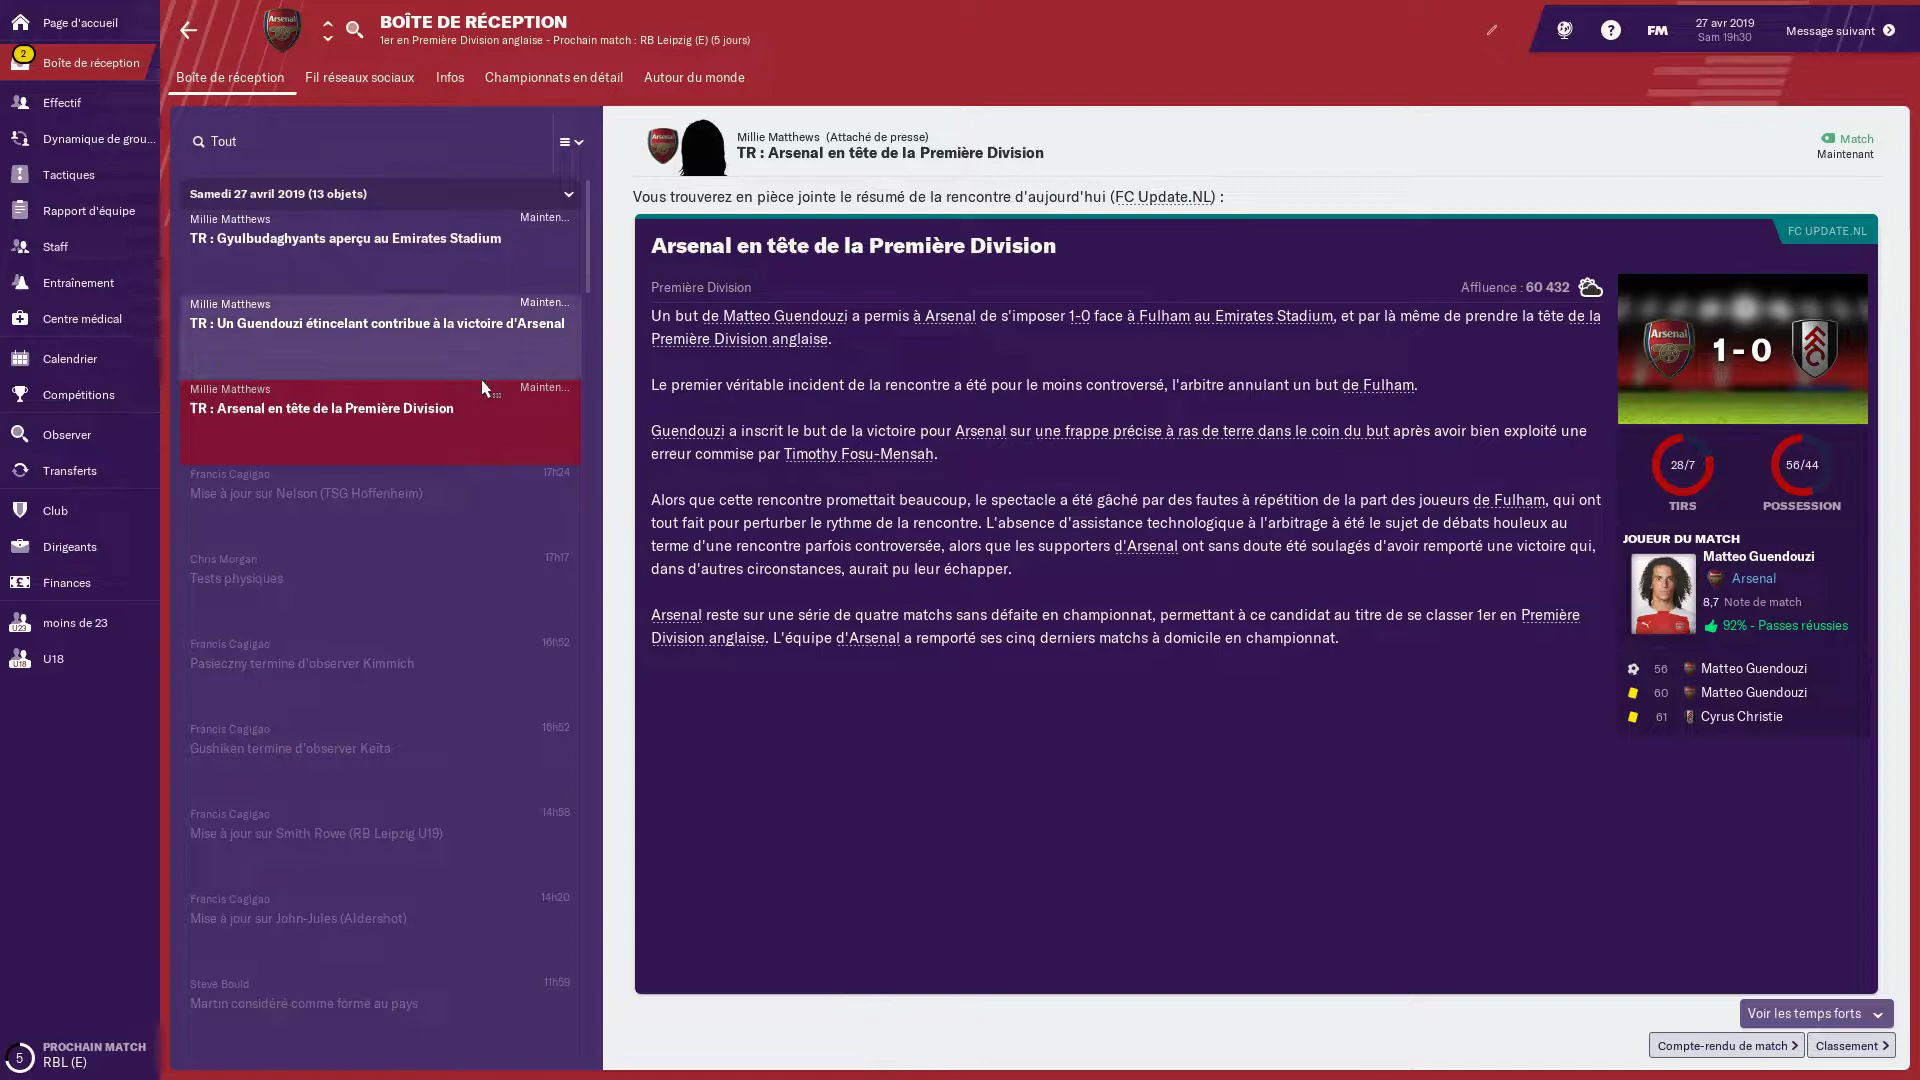 Page d'accueil
2
Boîte de réception
Effectif
Dynamique de grou...
Tactiques
Rapport d'équipe
Staff
Entraînement
Centre médical
Calendrier
Compétitions
Observer
Transferts
Club
Dirigeants
Finances
U23
moins de 23
U18
U18
5
PROCHAIN MATCH
RBL (E)
Arsenal
BOÎTE DE RÉCEPTION
1er en Première Division anglaise - Prochain match : RB Leipzig (E) (5 jours)
?
FM
27 avr 2019
Sam 19h30
Message suivant
Boîte de réception
Fil réseaux sociaux
Infos
Championnats en détail
Autour du monde
Tout
Samedi 27 avril 2019 (13 objets)
Millie Matthews
Mainten...
TR : Gyulbudaghyants aperçu au Emirates Stadium
Millie Matthews
Mainten...
TR : Un Guendouzi étincelant contribue à la victoire d'Arsenal
Millie Matthews
Mainten...
TR : Arsenal en tête de la Première Division
Francis Cagigao
17h24
Mise à jour sur Nelson (TSG Hoffenheim)
Chris Morgan
17h17
Tests physiques
Francis Cagigao
16h52
Pasieczny termine d'observer Kimmich
Francis Cagigao
16h52
Gushiken termine d'observer Keïta
Francis Cagigao
14h58
Mise à jour sur Smith Rowe (RB Leipzig U19)
Francis Cagigao
14h20
Mise à jour sur John-Jules (Aldershot)
Steve Bould
11h59
Martin considéré comme formé au pays
Millie Matthews (Attaché de presse)
TR : Arsenal en tête de la Première Division
Match
Maintenant
Vous trouverez en pièce jointe le résumé de la rencontre d'aujourd'hui (FC Update.NL) :
Arsenal en tête de la Première Division
FC UPDATE.NL
Première Division
Affluence : 60 432
Un but de Matteo Guendouzi a permis à Arsenal de s'imposer 1-0 face à Fulham au Emirates Stadium, et par là même de prendre la tête de la
Première Division anglaise.
Le premier véritable incident de la rencontre a été pour le moins controversé, l'arbitre annulant un but de Fulham.
Guendouzi a inscrit le but de la victoire pour Arsenal sur une frappe précise à ras de terre dans le coin du but après avoir bien exploité une
erreur commise par Timothy Fosu-Mensah.
Alors que cette rencontre promettait beaucoup, le spectacle a été gâché par des fautes à répétition de la part des joueurs de Fulham, qui ont
tout fait pour perturber le rythme de la rencontre. L'absence d'assistance technologique à l'arbitrage à été le sujet de débats houleux au
terme d'une rencontre parfois controversée, alors que les supporters d'Arsenal ont sans doute été soulagés d'avoir remporté une victoire qui,
dans d'autres circonstances, aurait pu leur échapper.
Arsenal reste sur une série de quatre matchs sans défaite en championnat, permettant à ce candidat au titre de se classer 1er en Première
Division anglaise. L'équipe d'Arsenal a remporté ses cinq derniers matchs à domicile en championnat.
Arsenal
1 - 0
28/7
TIRS
56/44
POSSESSION
JOUEUR DU MATCH
Matteo Guendouzi
Arsenal
8,7 Note de match
92% - Passes réussies
56 Matteo Guendouzi
60 Matteo Guendouzi
61 Cyrus Christie
Voir les temps forts
Compte-rendu de match
Classement